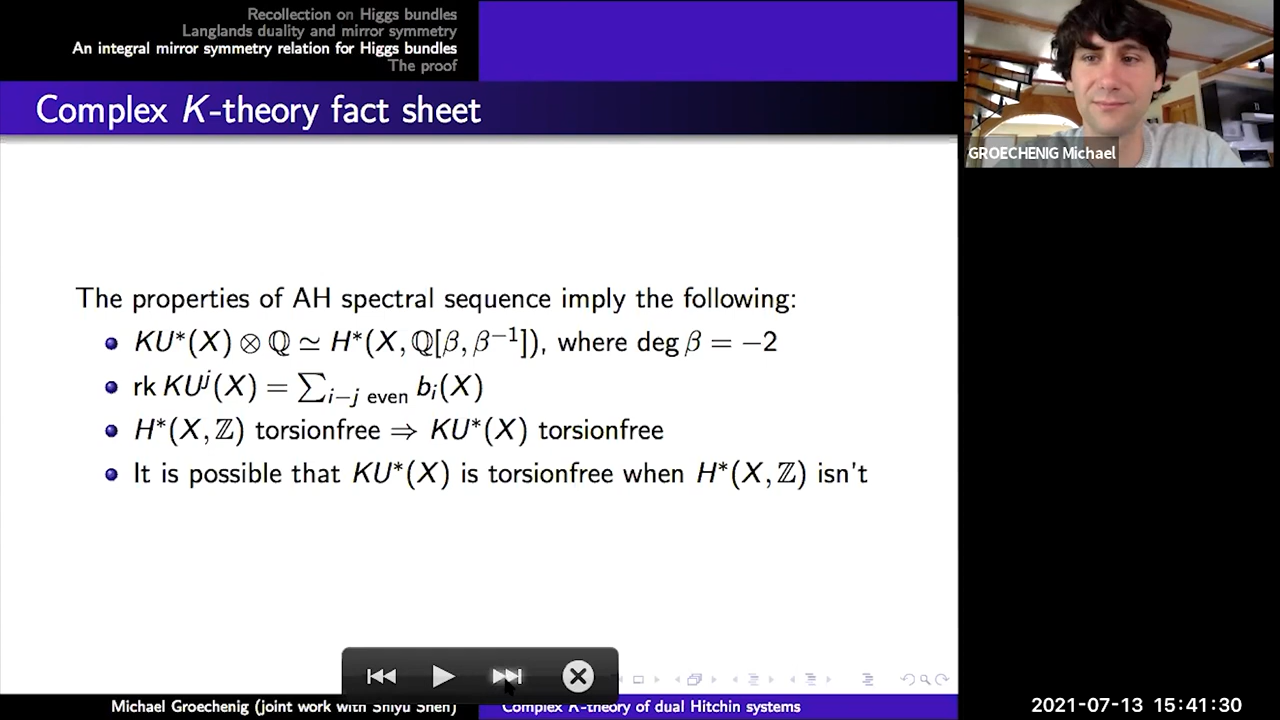 Recollection on Higgs bundles
Langlands duality and mirror symmetry
An integral mirror symmetry relation for Higgs bundles
The proof
Complex K-theory fact sheet
GROECHENIG Michael
The properties of AH spectral sequence imply the following:
KU*(X) ⊗ ℚ ≃ H*(X, ℚ[β, β⁻¹]), where deg β = −2
rk KUʲ(X) = ∑_{i−j even} bᵢ(X)
H*(X, ℤ) torsionfree ⇒ KU*(X) torsionfree
It is possible that KU*(X) is torsionfree when H*(X, ℤ) isn't
Michael Groechenig (joint work with Shiyu Shen)
Complex K-theory of dual Hitchin systems
2021-07-13 15:41:30